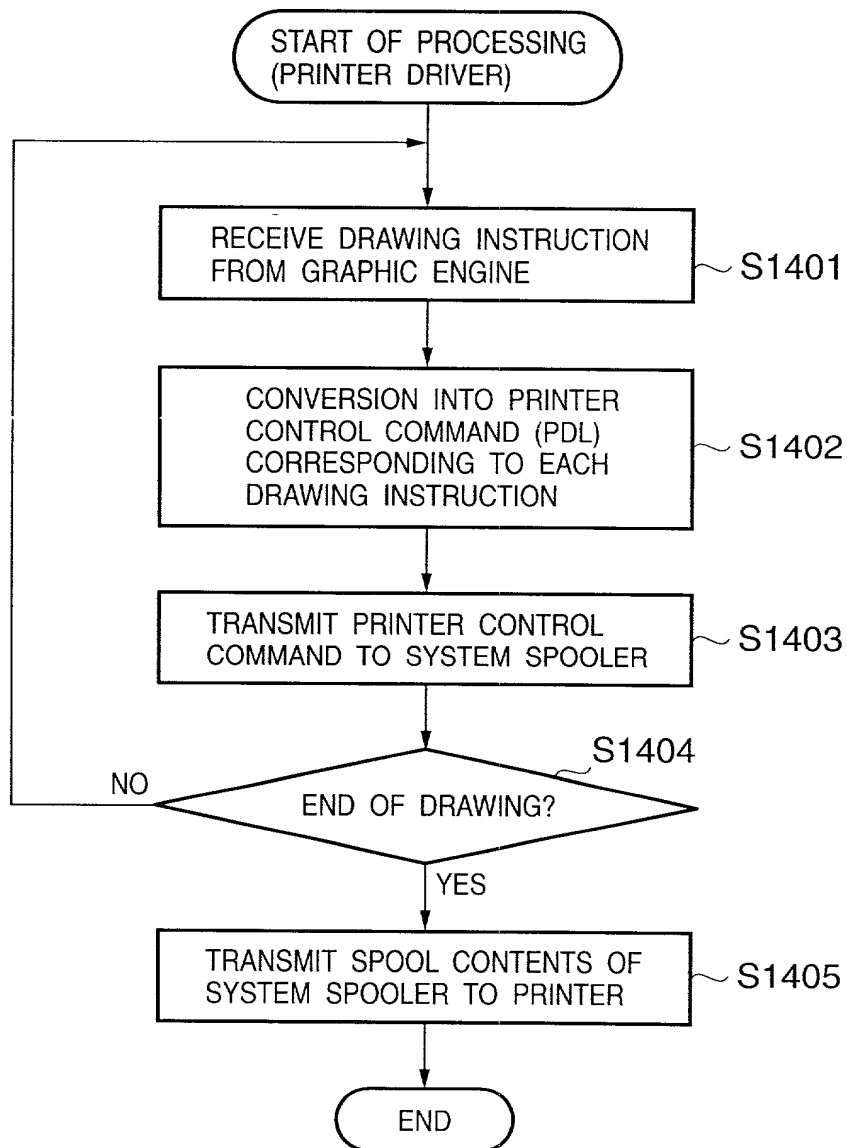 START OF PROCESSING
(PRINTER DRIVER)
RECEIVE DRAWING INSTRUCTION
FROM GRAPHIC ENGINE
S1401
CONVERSION INTO PRINTER
CONTROL COMMAND (PDL)
CORRESPONDING TO EACH
DRAWING INSTRUCTION
S1402
TRANSMIT PRINTER CONTROL
COMMAND TO SYSTEM SPOOLER
S1403
S1404
NO
END OF DRAWING?
YES
TRANSMIT SPOOL CONTENTS OF
SYSTEM SPOOLER TO PRINTER
S1405
END